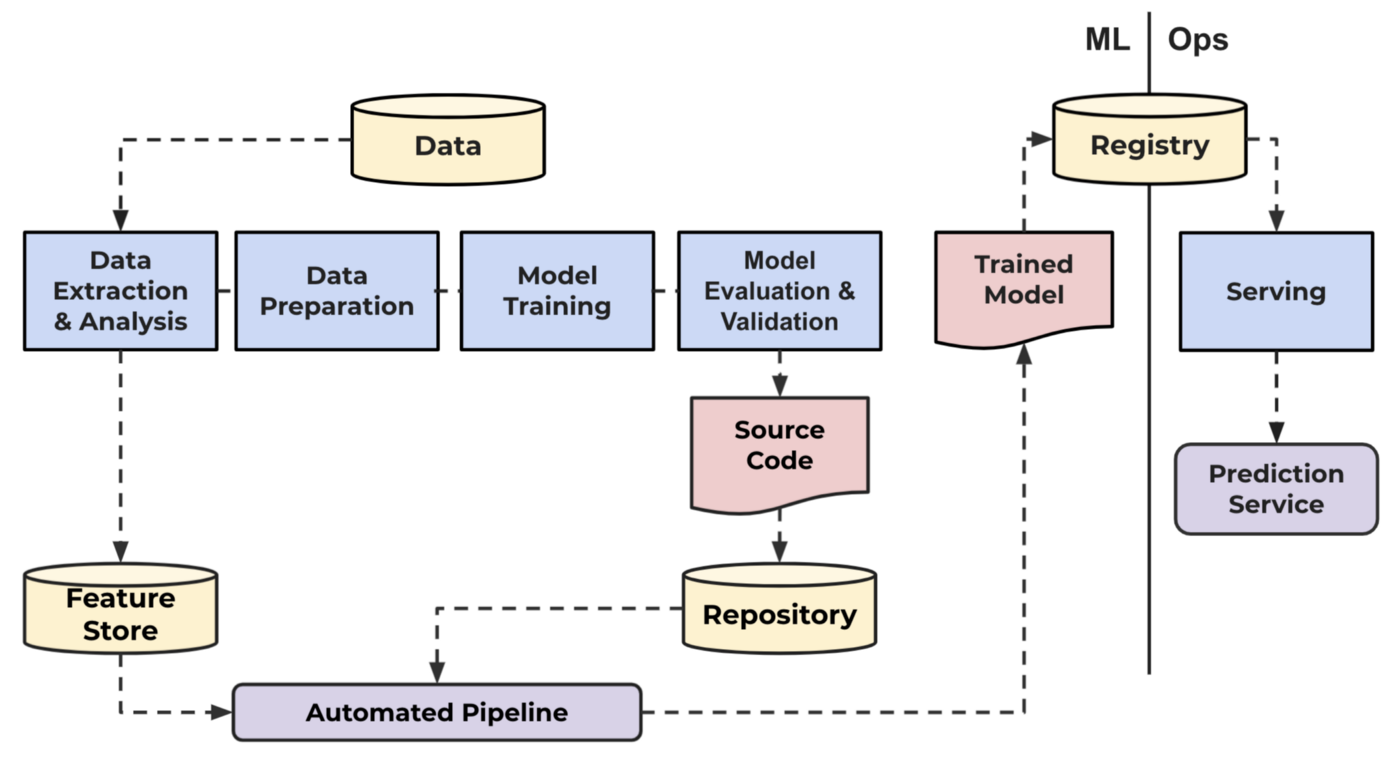 ML
Ops
Data
Registry
Data
Extraction
& Analysis
Data
Preparation
Model
Training
Model
Evaluation &
Validation
Trained
Model
Serving
Source
Code
Prediction
Service
Feature
Store
Repository
Automated Pipeline